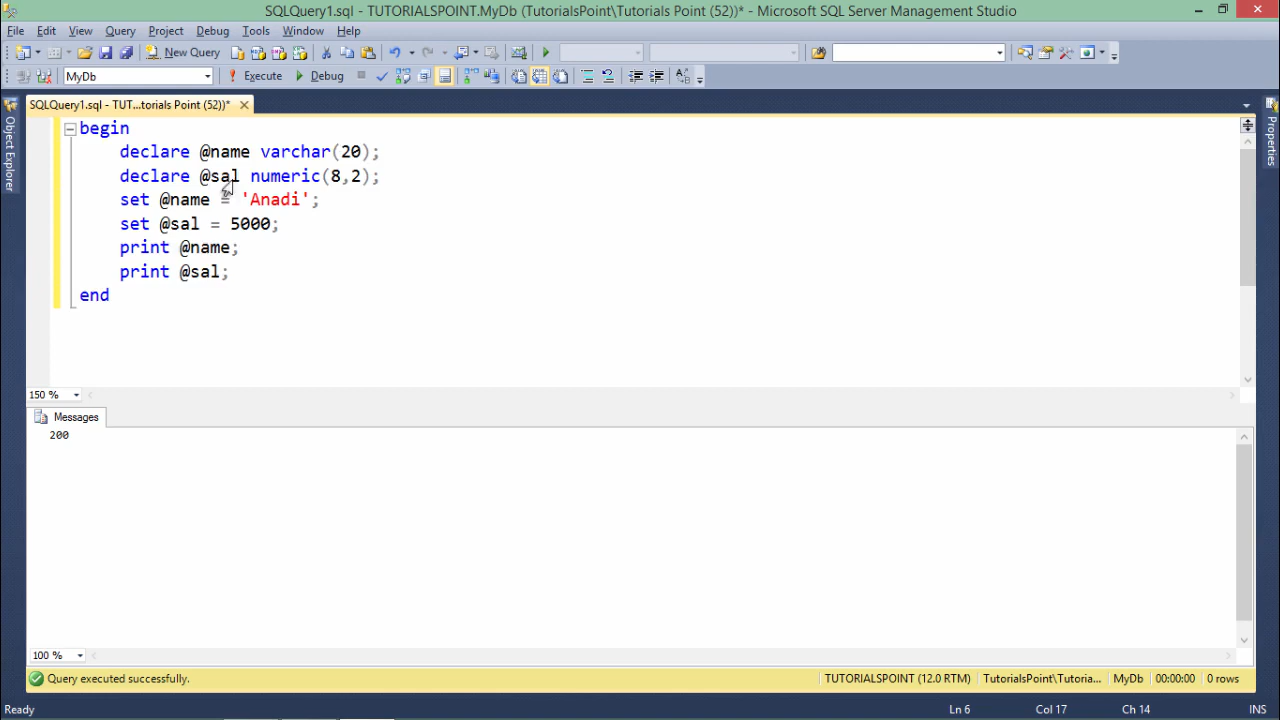 SQLQuery1.sql - TUTORIALSPOINT.MyDb (TutorialsPoint\Tutorials Point (52))* - Microsoft SQL Server Management Studio
File Edit View Query Project Debug Tools Window Help
New Query
MyDb Execute Debug
SQLQuery1.sql - TUT...torials Point (52))*
Object Explorer
Properties
begin
declare @name varchar(20);
declare @sal numeric(8,2);
set @name = 'Anadi';
set @sal = 5000;
print @name;
print @sal;
end
150 %
Messages
200
100 %
Query executed successfully. TUTORIALSPOINT (12.0 RTM) TutorialsPoint\Tutoria... MyDb 00:00:00 0 rows
Ready Ln 6 Col 17 Ch 14 INS